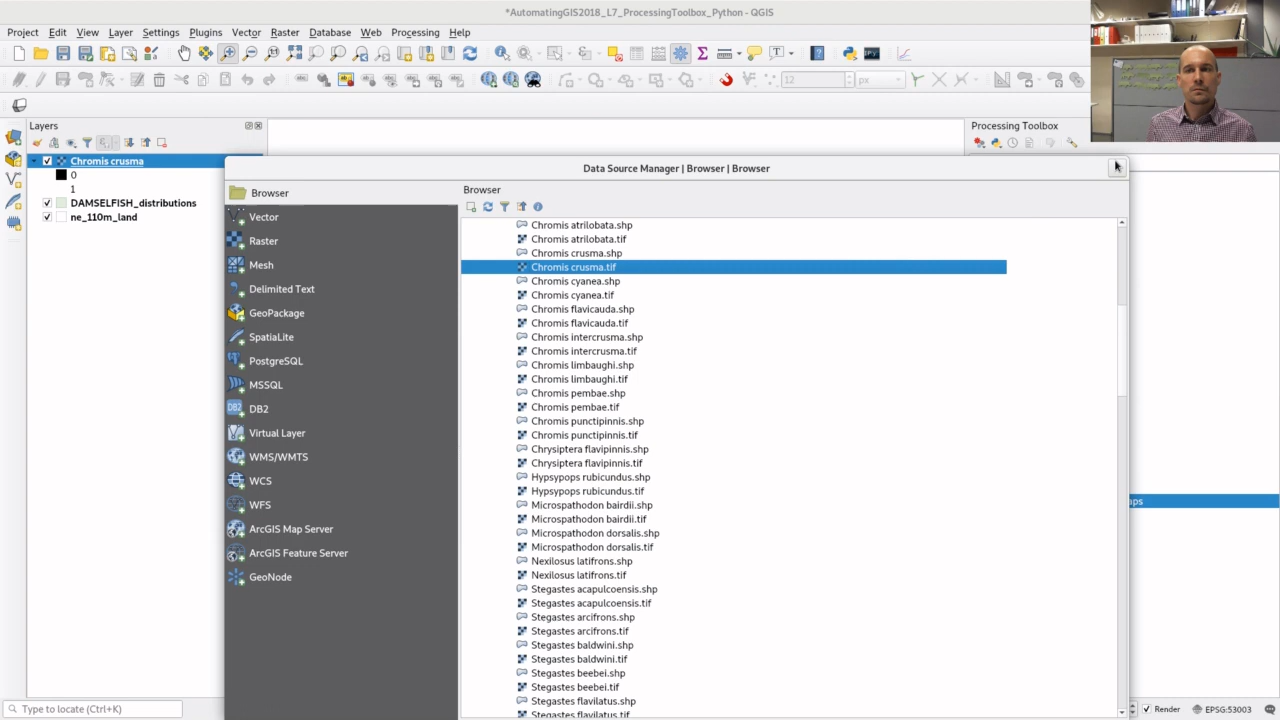 *AutomatingGIS2018_L7_ProcessingToolbox_Python - QGIS
Project Edit View Layer Settings Plugins Vector Raster Database Web Processing Help
12 px
Layers
Processing Toolbox
Chromis crusma
0
1
DAMSELFISH_distributions
ne_110m_land
Data Source Manager | Browser | Browser
Browser
Vector
Raster
Mesh
Delimited Text
GeoPackage
SpatiaLite
PostgreSQL
MSSQL
DB2
Virtual Layer
WMS/WMTS
WCS
WFS
ArcGIS Map Server
ArcGIS Feature Server
GeoNode
Browser
Chromis atrilobata.shp
Chromis atrilobata.tif
Chromis crusma.shp
Chromis crusma.tif
Chromis cyanea.shp
Chromis cyanea.tif
Chromis flavicauda.shp
Chromis flavicauda.tif
Chromis intercrusma.shp
Chromis intercrusma.tif
Chromis limbaughi.shp
Chromis limbaughi.tif
Chromis pembae.shp
Chromis pembae.tif
Chromis punctipinnis.shp
Chromis punctipinnis.tif
Chrysiptera flavipinnis.shp
Chrysiptera flavipinnis.tif
Hypsypops rubicundus.shp
Hypsypops rubicundus.tif
Microspathodon bairdii.shp
Microspathodon bairdii.tif
Microspathodon dorsalis.shp
Microspathodon dorsalis.tif
Nexilosus latifrons.shp
Nexilosus latifrons.tif
Stegastes acapulcoensis.shp
Stegastes acapulcoensis.tif
Stegastes arcifrons.shp
Stegastes arcifrons.tif
Stegastes baldwini.shp
Stegastes baldwini.tif
Stegastes beebei.shp
Stegastes beebei.tif
Stegastes flavilatus.shp
Stegastes flavilatus.tif
aps
Type to locate (Ctrl+K)
Render EPSG:53003